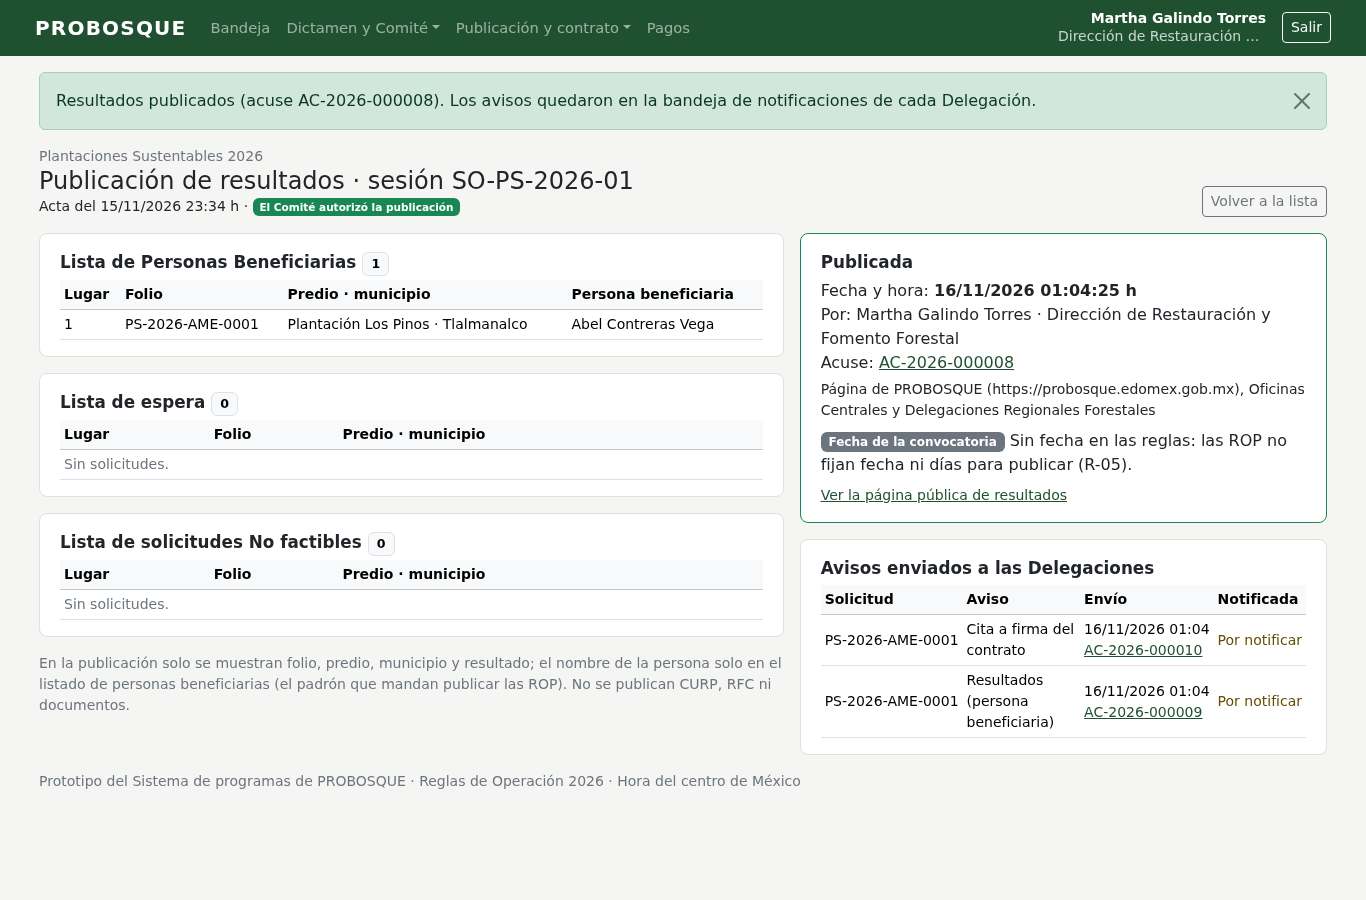 PROBOSQUE
Bandeja
Dictamen y Comité
Publicación y contrato
Pagos
Martha Galindo Torres
Dirección de Restauración ...
Salir
Resultados publicados (acuse AC-2026-000008). Los avisos quedaron en la bandeja de notificaciones de cada Delegación.
Plantaciones Sustentables 2026
Publicación de resultados · sesión SO-PS-2026-01
Acta del 15/11/2026 23:34 h · El Comité autorizó la publicación
Volver a la lista
Lista de Personas Beneficiarias 1
Lugar Folio Predio · municipio Persona beneficiaria
1 PS-2026-AME-0001 Plantación Los Pinos · Tlalmanalco Abel Contreras Vega
Lista de espera 0
Lugar Folio Predio · municipio
Sin solicitudes.
Lista de solicitudes No factibles 0
Lugar Folio Predio · municipio
Sin solicitudes.
En la publicación solo se muestran folio, predio, municipio y resultado; el nombre de la persona solo en el
listado de personas beneficiarias (el padrón que mandan publicar las ROP). No se publican CURP, RFC ni
documentos.
Publicada
Fecha y hora: 16/11/2026 01:04:25 h
Por: Martha Galindo Torres · Dirección de Restauración y
Fomento Forestal
Acuse: AC-2026-000008
Página de PROBOSQUE (https://probosque.edomex.gob.mx), Oficinas
Centrales y Delegaciones Regionales Forestales
Fecha de la convocatoria Sin fecha en las reglas: las ROP no
fijan fecha ni días para publicar (R-05).
Ver la página pública de resultados
Avisos enviados a las Delegaciones
Solicitud Aviso Envío Notificada
PS-2026-AME-0001 Cita a firma del contrato 16/11/2026 01:04 AC-2026-000010 Por notificar
PS-2026-AME-0001 Resultados (persona beneficiaria) 16/11/2026 01:04 AC-2026-000009 Por notificar
Prototipo del Sistema de programas de PROBOSQUE · Reglas de Operación 2026 · Hora del centro de México